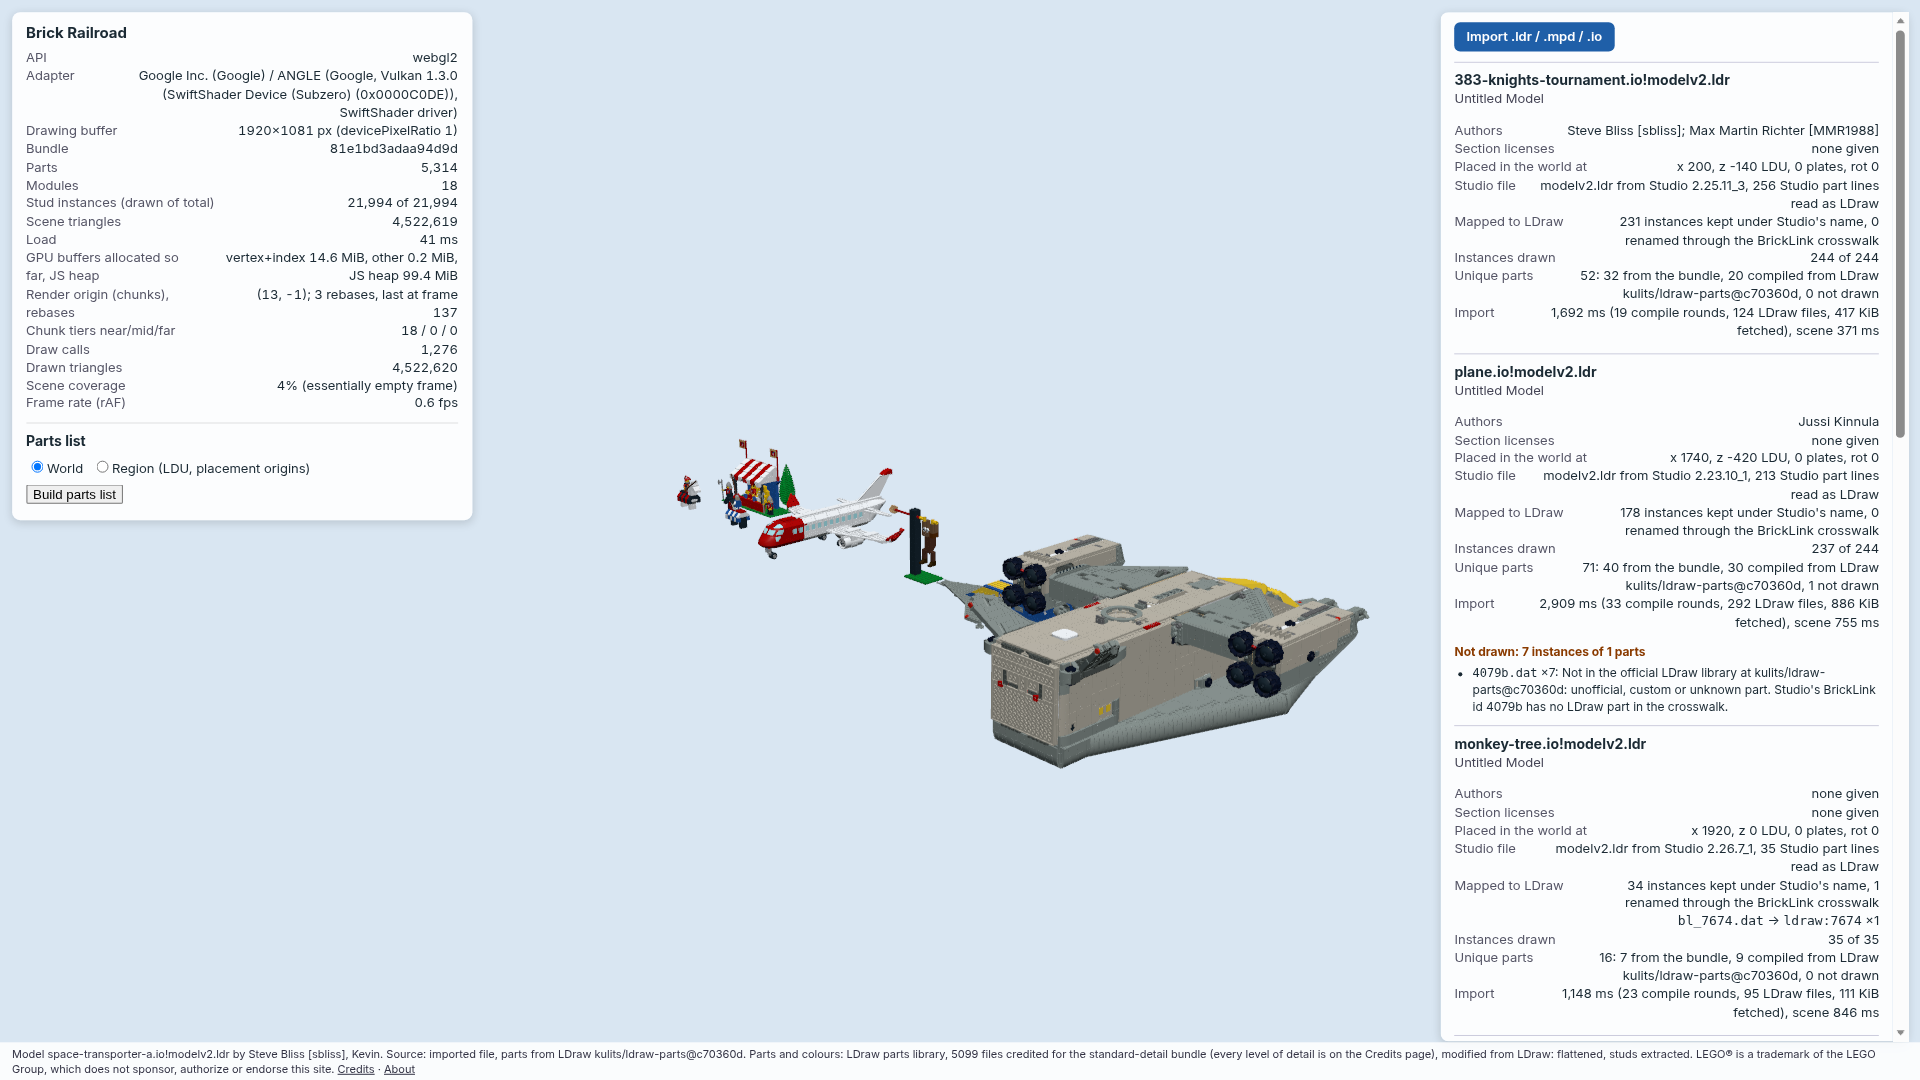 Brick Railroad
API webgl2
Adapter Google Inc. (Google) / ANGLE (Google, Vulkan 1.3.0
(SwiftShader Device (Subzero) (0x0000C0DE)),
SwiftShader driver)
Drawing buffer 1920×1081 px (devicePixelRatio 1)
Bundle 81e1bd3adaa94d9d
Parts 5,314
Modules 18
Stud instances (drawn of total) 21,994 of 21,994
Scene triangles 4,522,619
Load 41 ms
GPU buffers allocated so vertex+index 14.6 MiB, other 0.2 MiB,
far, JS heap JS heap 99.4 MiB
Render origin (chunks), (13, -1); 3 rebases, last at frame
rebases 137
Chunk tiers near/mid/far 18 / 0 / 0
Draw calls 1,276
Drawn triangles 4,522,620
Scene coverage 4% (essentially empty frame)
Frame rate (rAF) 0.6 fps
Parts list
World Region (LDU, placement origins)
Build parts list
Import .ldr / .mpd / .io
383-knights-tournament.io!modelv2.ldr
Untitled Model
Authors Steve Bliss [sbliss]; Max Martin Richter [MMR1988]
Section licenses none given
Placed in the world at x 200, z -140 LDU, 0 plates, rot 0
Studio file modelv2.ldr from Studio 2.25.11_3, 256 Studio part lines
read as LDraw
Mapped to LDraw 231 instances kept under Studio's name, 0
renamed through the BrickLink crosswalk
Instances drawn 244 of 244
Unique parts 52: 32 from the bundle, 20 compiled from LDraw
kulits/ldraw-parts@c70360d, 0 not drawn
Import 1,692 ms (19 compile rounds, 124 LDraw files, 417 KiB
fetched), scene 371 ms
plane.io!modelv2.ldr
Untitled Model
Authors Jussi Kinnula
Section licenses none given
Placed in the world at x 1740, z -420 LDU, 0 plates, rot 0
Studio file modelv2.ldr from Studio 2.23.10_1, 213 Studio part lines
read as LDraw
Mapped to LDraw 178 instances kept under Studio's name, 0
renamed through the BrickLink crosswalk
Instances drawn 237 of 244
Unique parts 71: 40 from the bundle, 30 compiled from LDraw
kulits/ldraw-parts@c70360d, 1 not drawn
Import 2,909 ms (33 compile rounds, 292 LDraw files, 886 KiB
fetched), scene 755 ms
Not drawn: 7 instances of 1 parts
• 4079b.dat ×7: Not in the official LDraw library at kulits/ldraw-
parts@c70360d: unofficial, custom or unknown part. Studio's BrickLink
id 4079b has no LDraw part in the crosswalk.
monkey-tree.io!modelv2.ldr
Untitled Model
Authors none given
Section licenses none given
Placed in the world at x 1920, z 0 LDU, 0 plates, rot 0
Studio file modelv2.ldr from Studio 2.26.7_1, 35 Studio part lines
read as LDraw
Mapped to LDraw 34 instances kept under Studio's name, 1
renamed through the BrickLink crosswalk
bl_7674.dat → ldraw:7674 ×1
Instances drawn 35 of 35
Unique parts 16: 7 from the bundle, 9 compiled from LDraw
kulits/ldraw-parts@c70360d, 0 not drawn
Import 1,148 ms (23 compile rounds, 95 LDraw files, 111 KiB
fetched), scene 846 ms
Model space-transporter-a.io!modelv2.ldr by Steve Bliss [sbliss], Kevin. Source: imported file, parts from LDraw kulits/ldraw-parts@c70360d. Parts and colours: LDraw parts library, 5099 files credited for the standard-detail bundle (every level of detail is on the Credits page), modified from LDraw: flattened, studs extracted. LEGO® is a trademark of the LEGO
Group, which does not sponsor, authorize or endorse this site. Credits · About